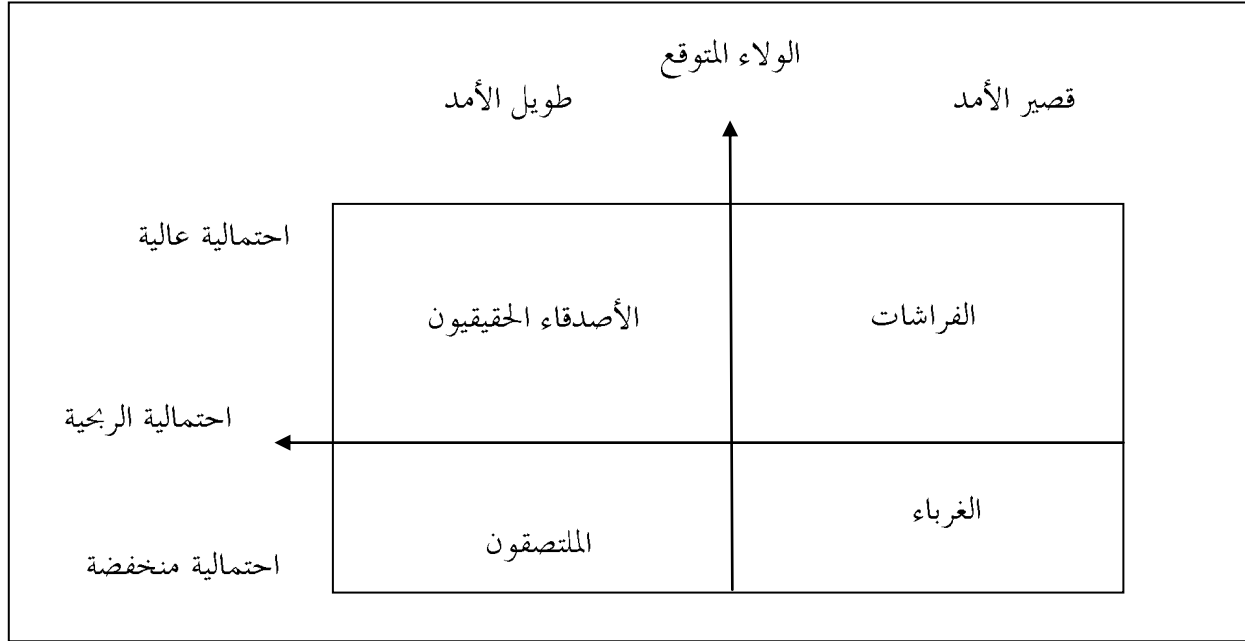 الولاء المتوقع
قصير الأمد
طويل الأمد
احتمالية عالية
الفراشات
الأصدقاء الحقيقيون
احتمالية الربحية
الغرباء
الملتصقون
احتمالية منخفضة